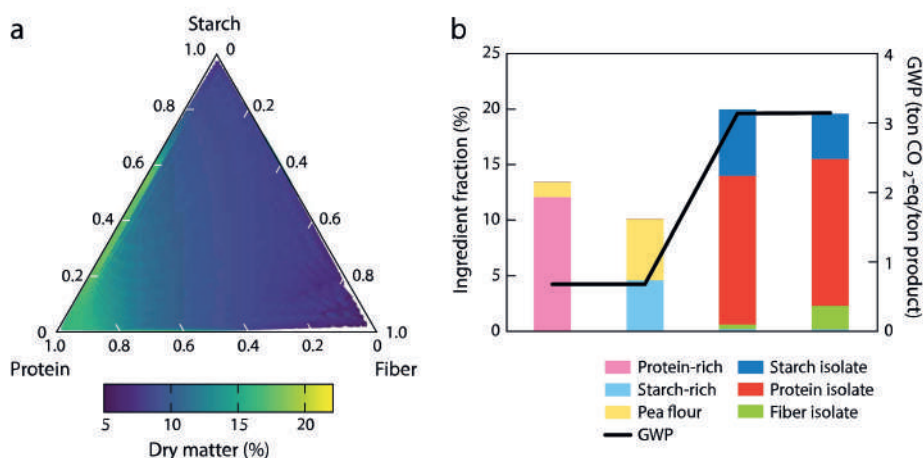 a
Starch
1.0 0
0.8 0.2
0.6 0.4
0.4 0.6
0.2 0.8
0 1.0
1.0 0.8 0.6 0.4 0.2 0
Protein Fiber
5 10 15 20
Dry matter (%)
b
25 4
20 3
15 2
10 1
5
0 0
Ingredient fraction (%)
GWP (ton CO2-eq/ton product)
Protein-rich Starch isolate
Starch-rich Protein isolate
Pea flour Fiber isolate
GWP